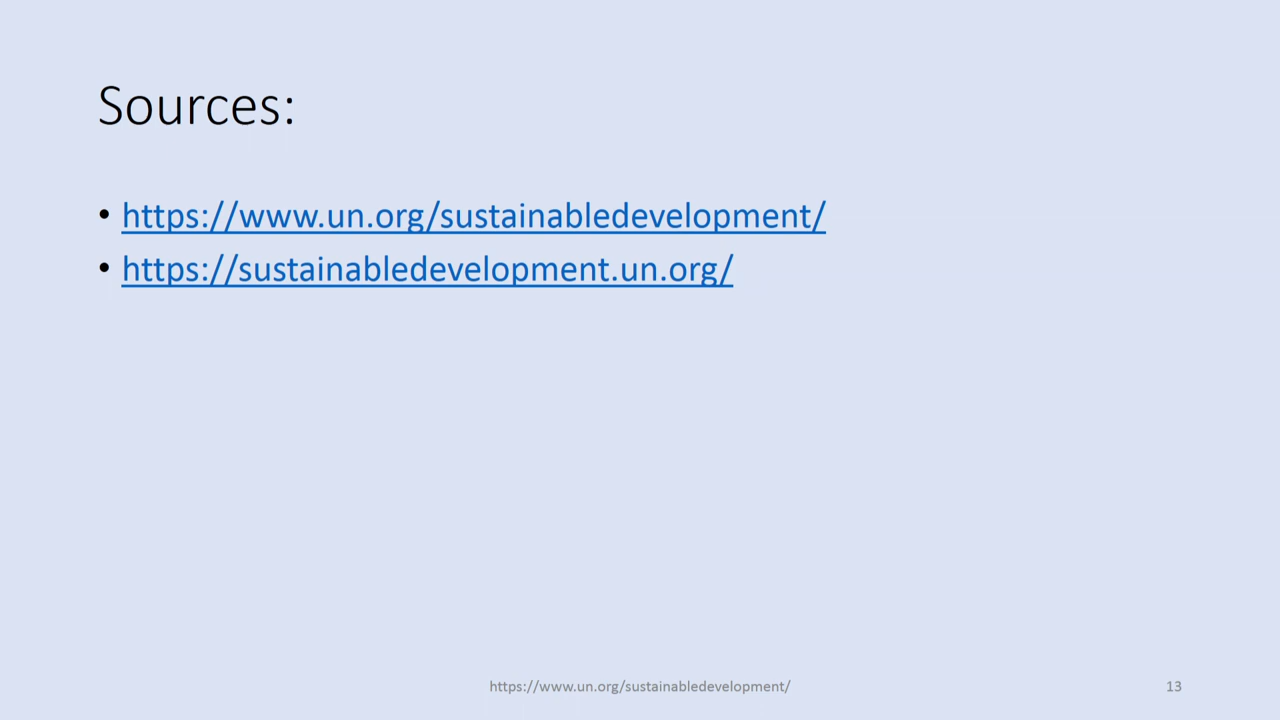 Sources:
• https://www.un.org/sustainabledevelopment/
• https://sustainabledevelopment.un.org/
https://www.un.org/sustainabledevelopment/
13